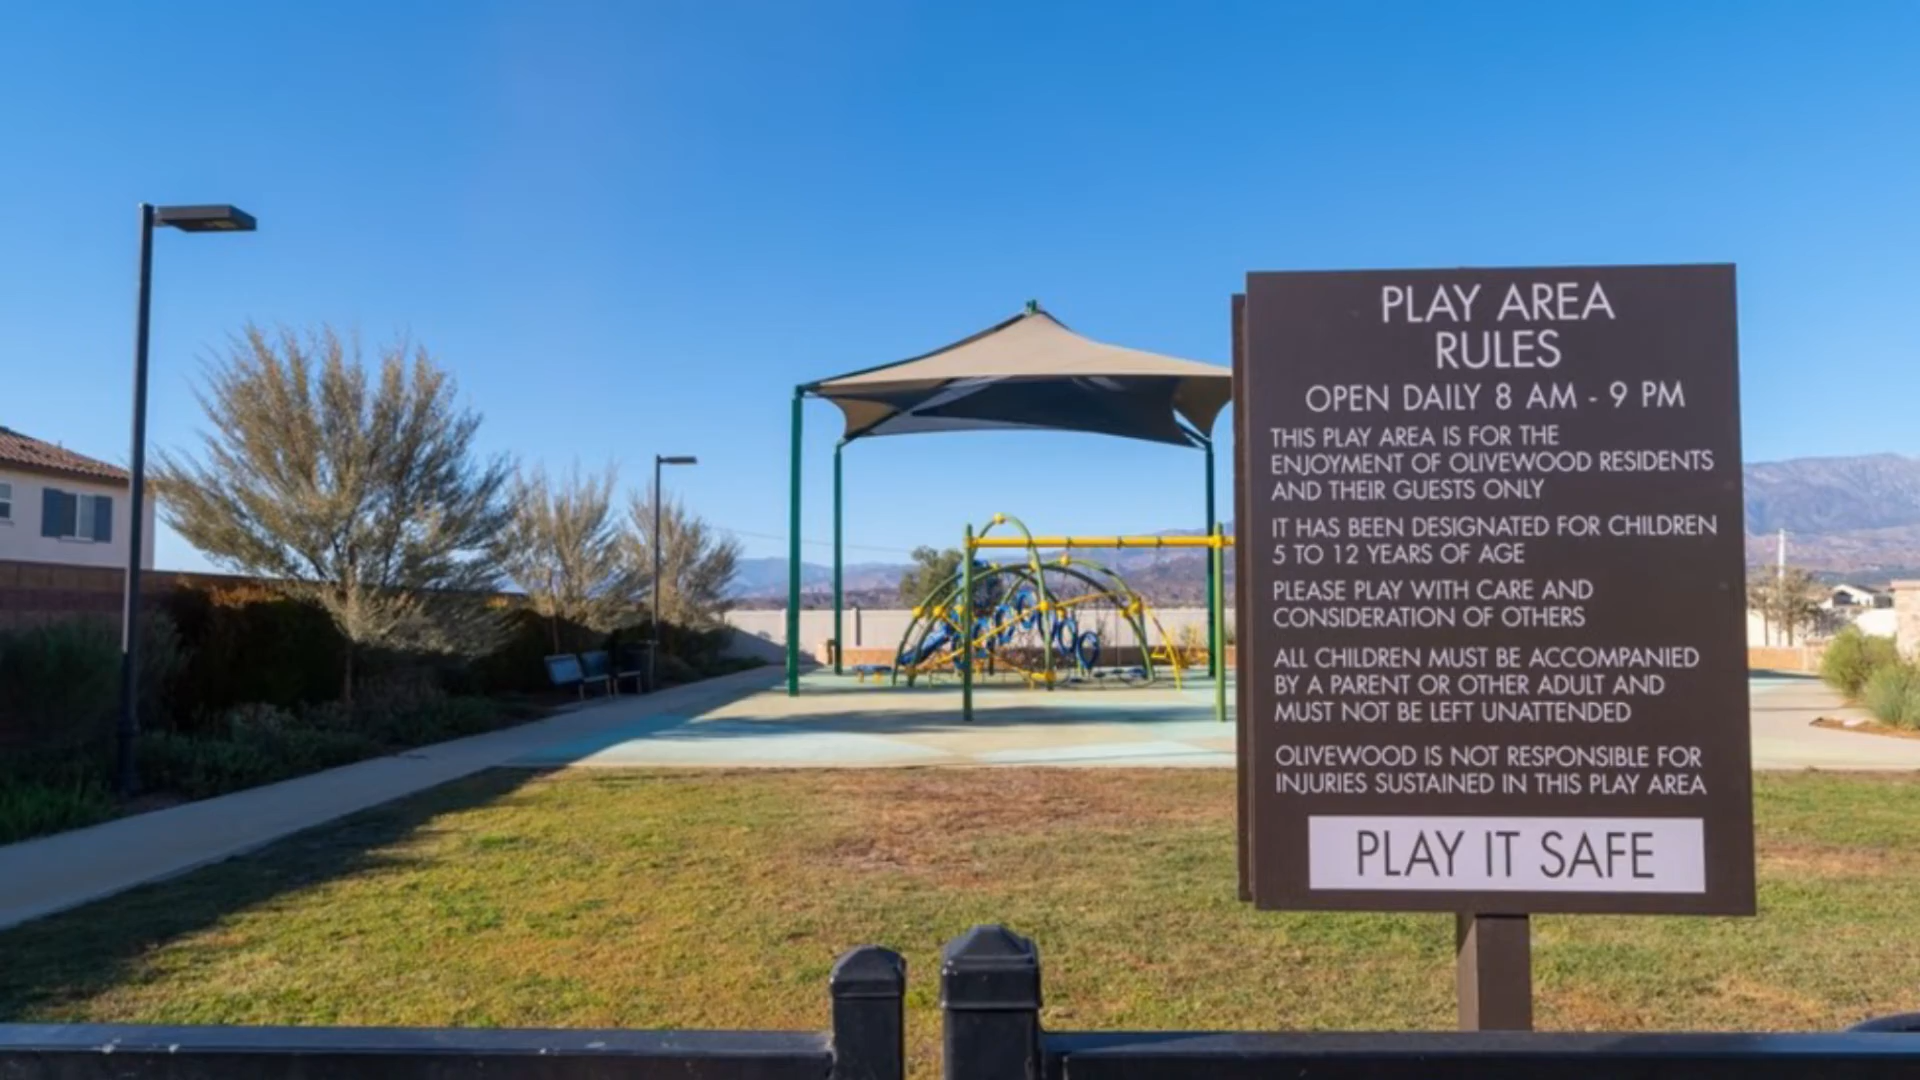 PLAY AREA
RULES
OPEN DAILY 8 AM - 9 PM
THIS PLAY AREA IS FOR THE
ENJOYMENT OF OLIVEWOOD RESIDENTS
AND THEIR GUESTS ONLY
IT HAS BEEN DESIGNATED FOR CHILDREN
5 TO 12 YEARS OF AGE
PLEASE PLAY WITH CARE AND
CONSIDERATION OF OTHERS
ALL CHILDREN MUST BE ACCOMPANIED
BY A PARENT OR OTHER ADULT AND
MUST NOT BE LEFT UNATTENDED
OLIVEWOOD IS NOT RESPONSIBLE FOR
INJURIES SUSTAINED IN THIS PLAY AREA
PLAY IT SAFE